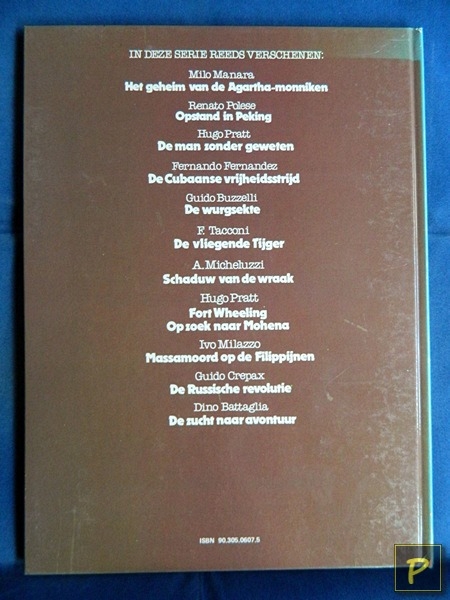 IN DEZE SERIE REEDS VERSCHENEN:
Milo Manara
Het geheim van de Agartha-monniken
Renato Polese
Opstand in Peking
Hugo Pratt
De man zonder geweten
Fernando Fernandez
De Cubaanse vrijheidsstrijd
Guido Buzzelli
De wurgsekte
F. Tacconi
De vliegende Tijger
A. Micheluzzi
Schaduw van de wraak
Hugo Pratt
Fort Wheeling
Op zoek naar Mohena
Ivo Milazzo
Massamoord op de Filippijnen
Guido Crepax
De Russische revolutie
Dino Battaglia
De zucht naar avontuur
ISBN 90.305.0607.5
P